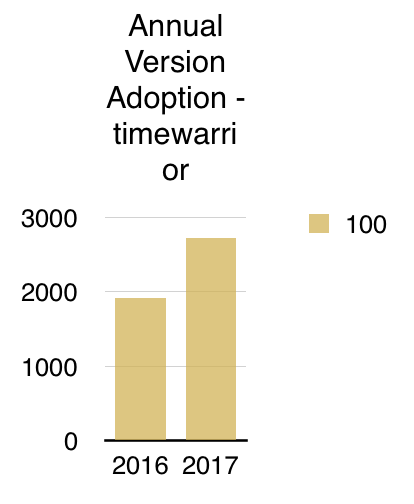 Annual
Version
Adoption -
timewarri
or
3000
100
2000
1000
0
2016 2017